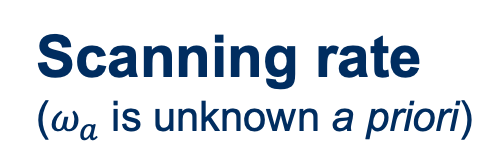 Scanning rate
(ωₐ is unknown a priori)